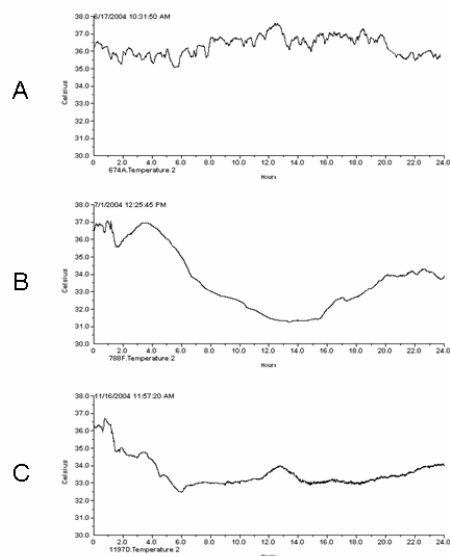 A
6/17/2004 10:31:50 AM
38.0
37.0
36.0
35.0
34.0
33.0
32.0
31.0
30.0
Celsius
0 2.0 4.0 6.0 8.0 10.0 12.0 14.0 16.0 18.0 20.0 22.0 24.0
674A.Temperature 2
Hours
B
7/1/2004 12:25:45 PM
38.0
37.0
36.0
35.0
34.0
33.0
32.0
31.0
30.0
Celsius
0 2.0 4.0 6.0 8.0 10.0 12.0 14.0 16.0 18.0 20.0 22.0 24.0
788F.Temperature 2
Hours
C
11/16/2004 11:57:20 AM
38.0
37.0
36.0
35.0
34.0
33.0
32.0
31.0
30.0
Celsius
0 2.0 4.0 6.0 8.0 10.0 12.0 14.0 16.0 18.0 20.0 22.0 24.0
1197D.Temperature 2
Hours